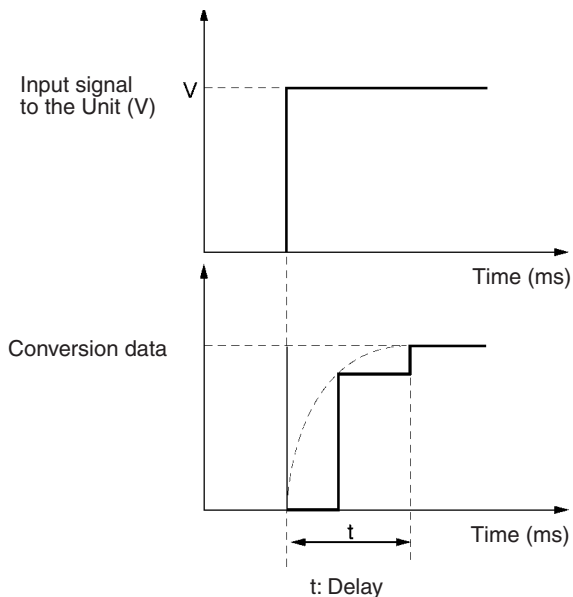 Input signal
to the Unit (V)
V
Time (ms)
Conversion data
t
Time (ms)
t: Delay